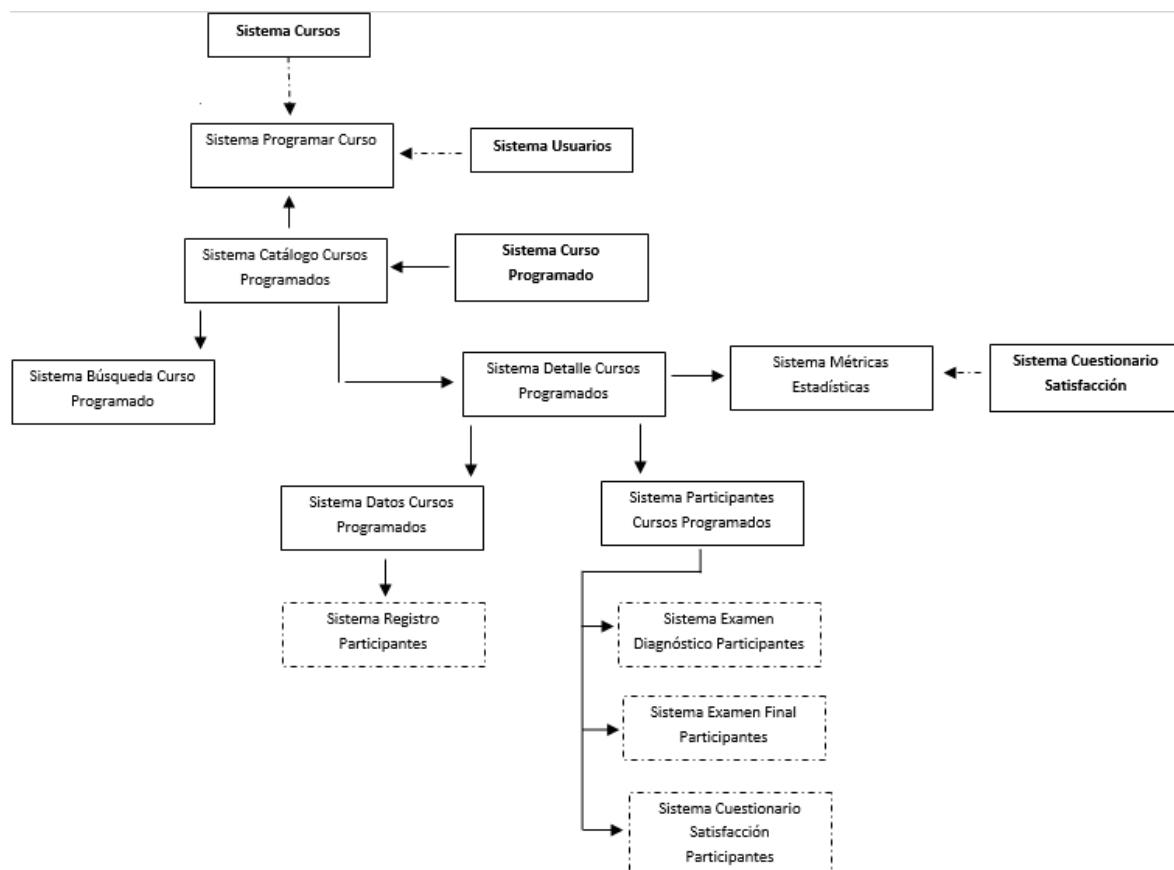 Sistema Cursos
Sistema Programar Curso
Sistema Usuarios
Sistema Catálogo Cursos
Programados
Sistema Curso
Programado
Sistema Búsqueda Curso
Programado
Sistema Detalle Cursos
Programados
Sistema Métricas
Estadísticas
Sistema Cuestionario
Satisfacción
Sistema Datos Cursos
Programados
Sistema Participantes
Cursos Programados
Sistema Registro
Participantes
Sistema Examen
Diagnóstico Participantes
Sistema Examen Final
Participantes
Sistema Cuestionario
Satisfacción
Participantes